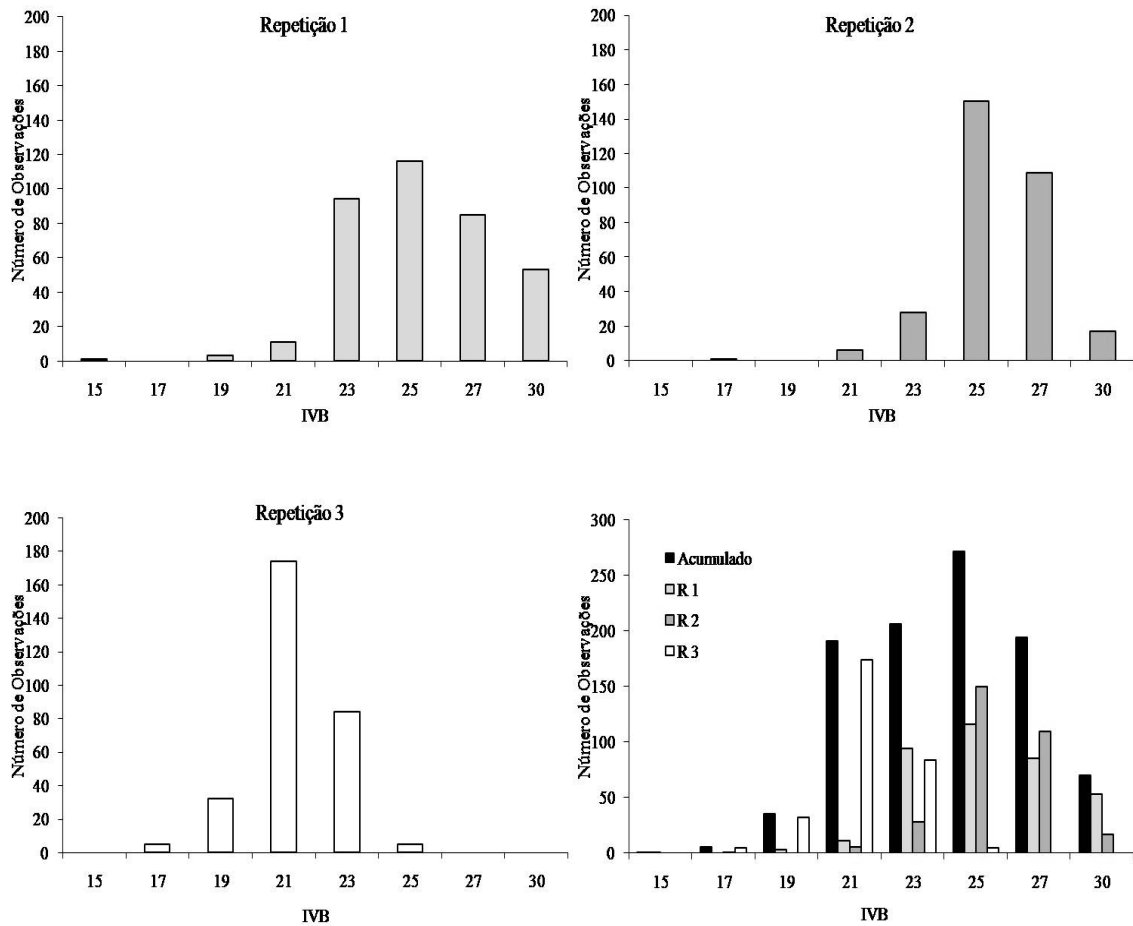 Repetição 1
Número de Observações
200
180
160
140
120
100
80
60
40
20
0
15 17 19 21 23 25 27 30
IVB
Repetição 2
Número de Observações
200
180
160
140
120
100
80
60
40
20
0
15 17 19 21 23 25 27 30
IVB
Repetição 3
Número de Observações
200
180
160
140
120
100
80
60
40
20
0
15 17 19 21 23 25 27 30
IVB
Número de Observações
300
250
200
150
100
50
0
Acumulado
R 1
R 2
R 3
15 17 19 21 23 25 27 30
IVB